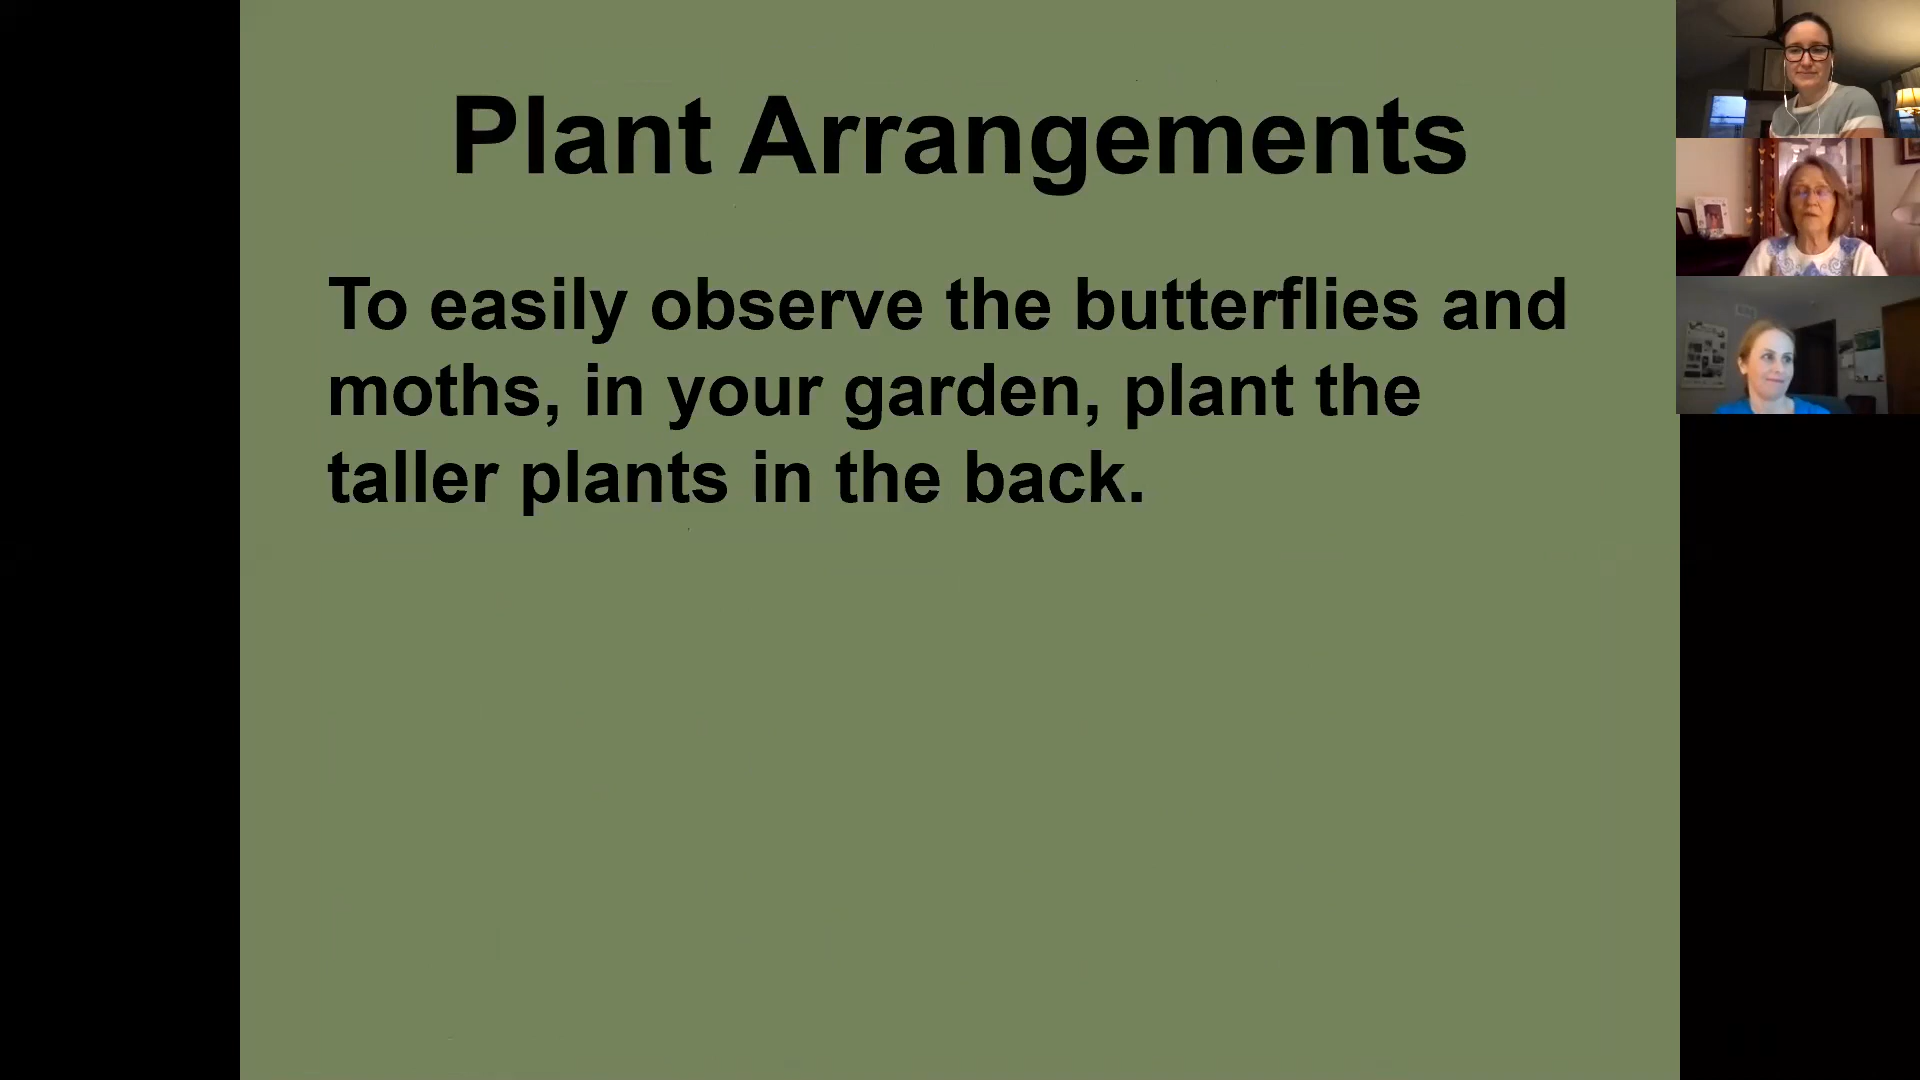 Plant Arrangements
To easily observe the butterflies and
moths, in your garden, plant the
taller plants in the back.